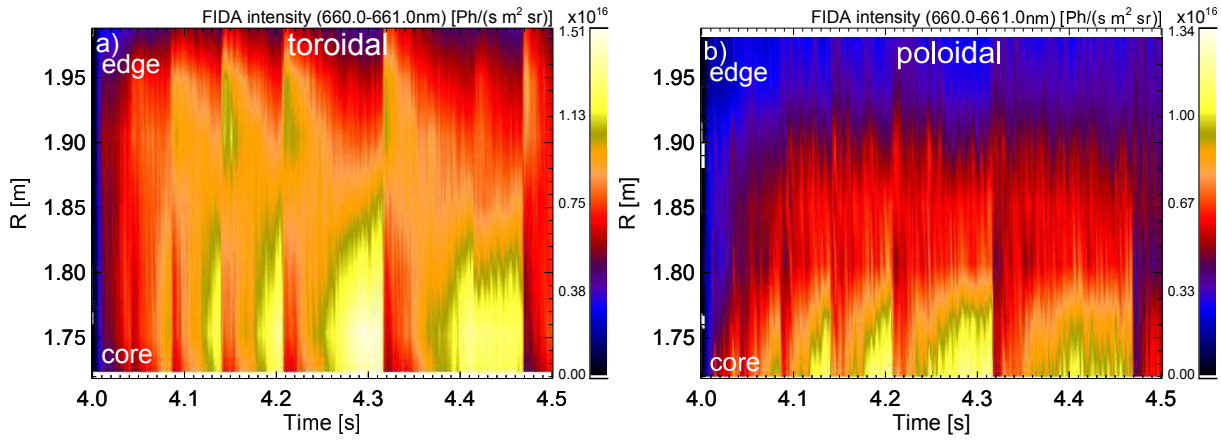 FIDA intensity (660.0-661.0nm) [Ph/(s m² sr)] x10¹⁶
a) toroidal
edge
core
R [m]
1.95
1.90
1.85
1.80
1.75
4.0 4.1 4.2 4.3 4.4 4.5
Time [s]
1.51
1.13
0.75
0.38
0.00
FIDA intensity (660.0-661.0nm) [Ph/(s m² sr)] x10¹⁶
b) poloidal
edge
core
R [m]
1.95
1.90
1.85
1.80
1.75
4.0 4.1 4.2 4.3 4.4 4.5
Time [s]
1.34
1.00
0.67
0.33
0.00